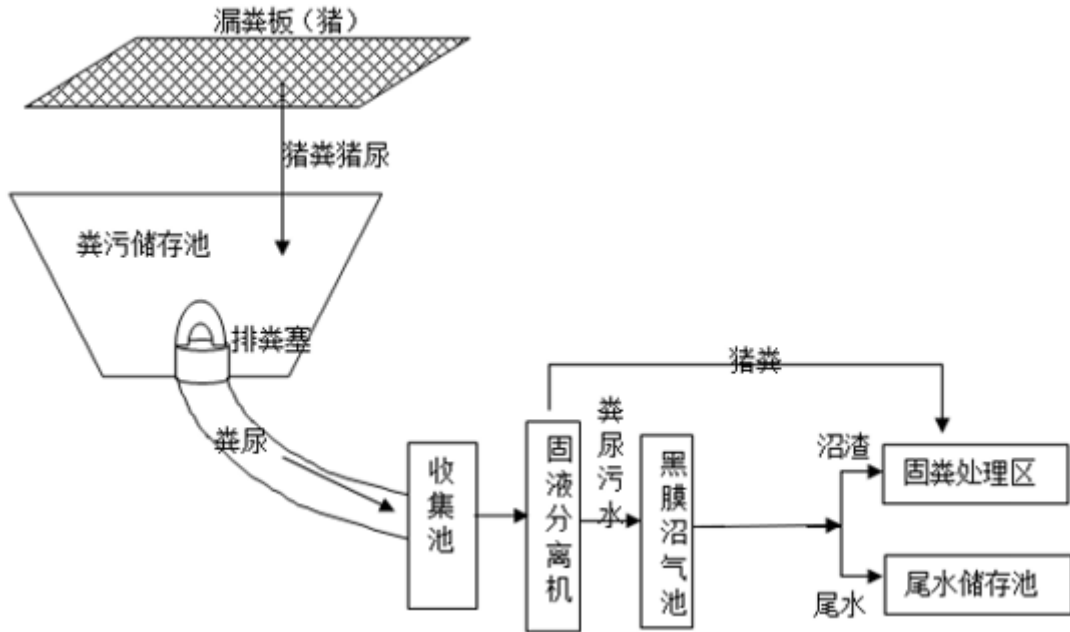 漏粪板（猪）
猪粪猪尿
粪污储存池
排粪塞
粪尿
收集池
固液分离机
猪粪
粪尿污水
黑膜沼气池
沼渣
固粪处理区
尾水
尾水储存池